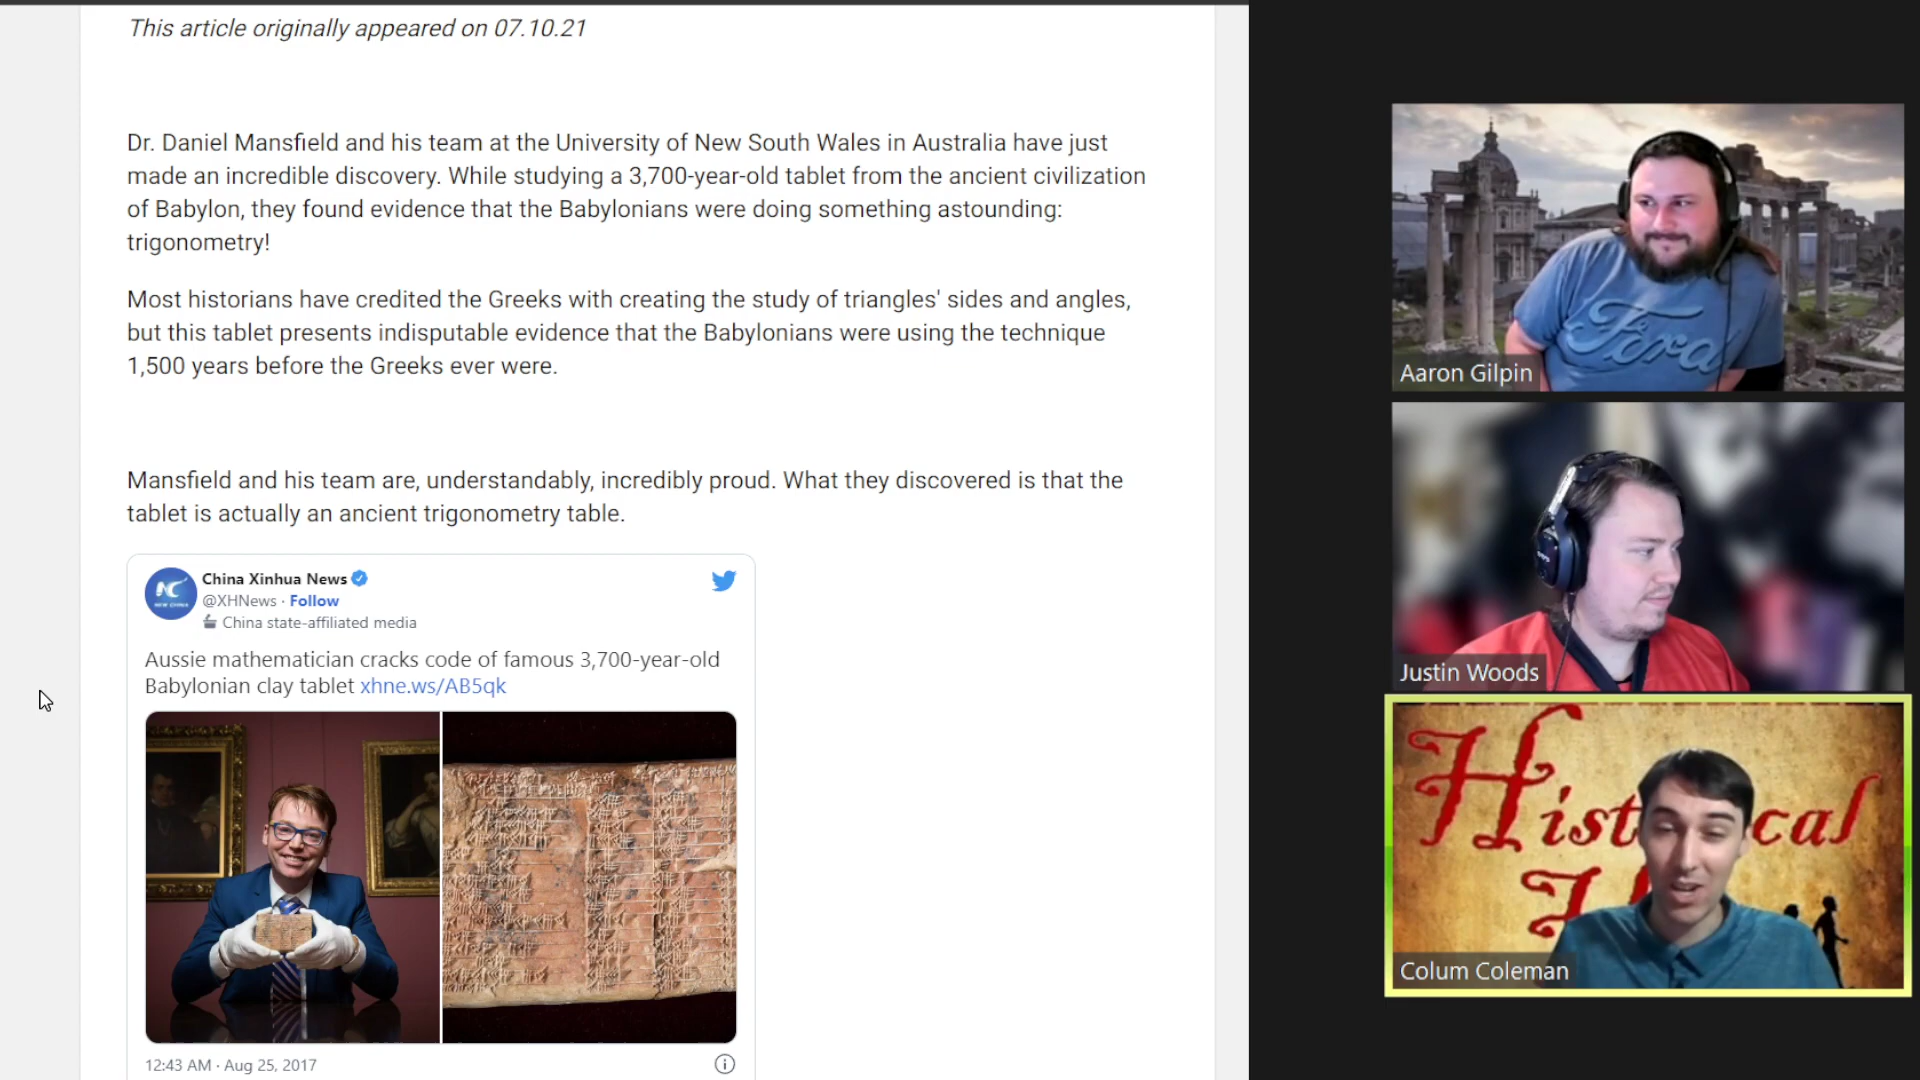 This article originally appeared on 07.10.21
Dr. Daniel Mansfield and his team at the University of New South Wales in Australia have just
made an incredible discovery. While studying a 3,700-year-old tablet from the ancient civilization
of Babylon, they found evidence that the Babylonians were doing something astounding:
trigonometry!
Most historians have credited the Greeks with creating the study of triangles' sides and angles,
but this tablet presents indisputable evidence that the Babylonians were using the technique
1,500 years before the Greeks ever were.
Mansfield and his team are, understandably, incredibly proud. What they discovered is that the
tablet is actually an ancient trigonometry table.
NC
NEW CHINA
China Xinhua News
@XHNews · Follow
China state-affiliated media
Aussie mathematician cracks code of famous 3,700-year-old
Babylonian clay tablet xhne.ws/AB5qk
12:43 AM · Aug 25, 2017
Ford
Aaron Gilpin
Justin Woods
Colum Coleman